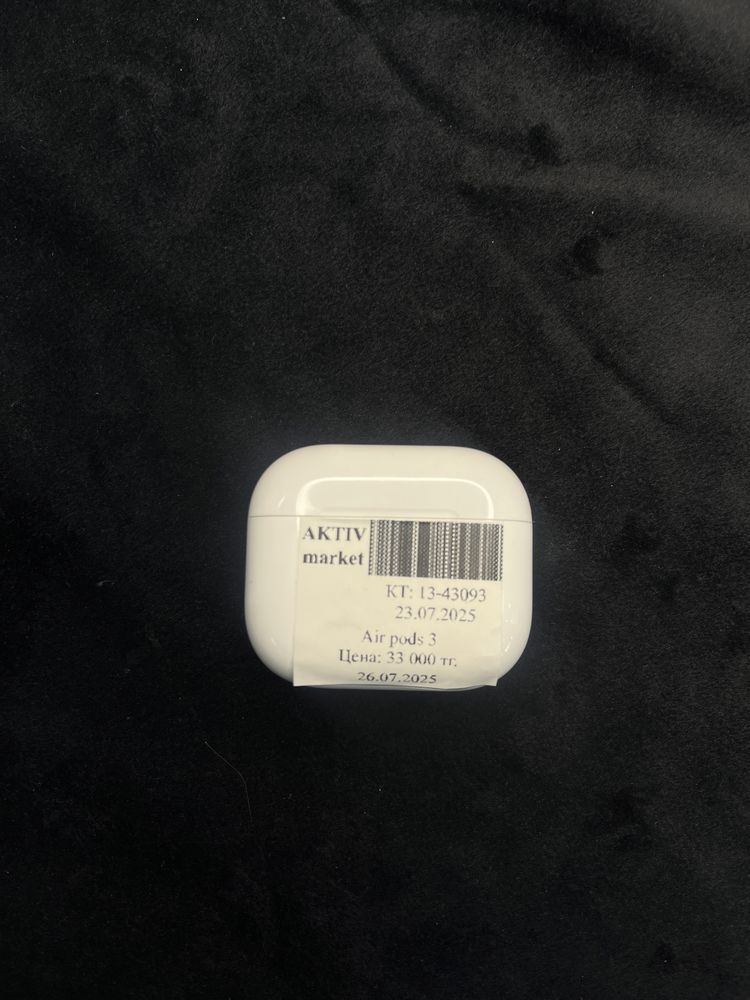 AKTIV
market
КТ: 13-43093
23.07.2025
Air pods 3
Цена: 33 000 тг.
26.07.2025